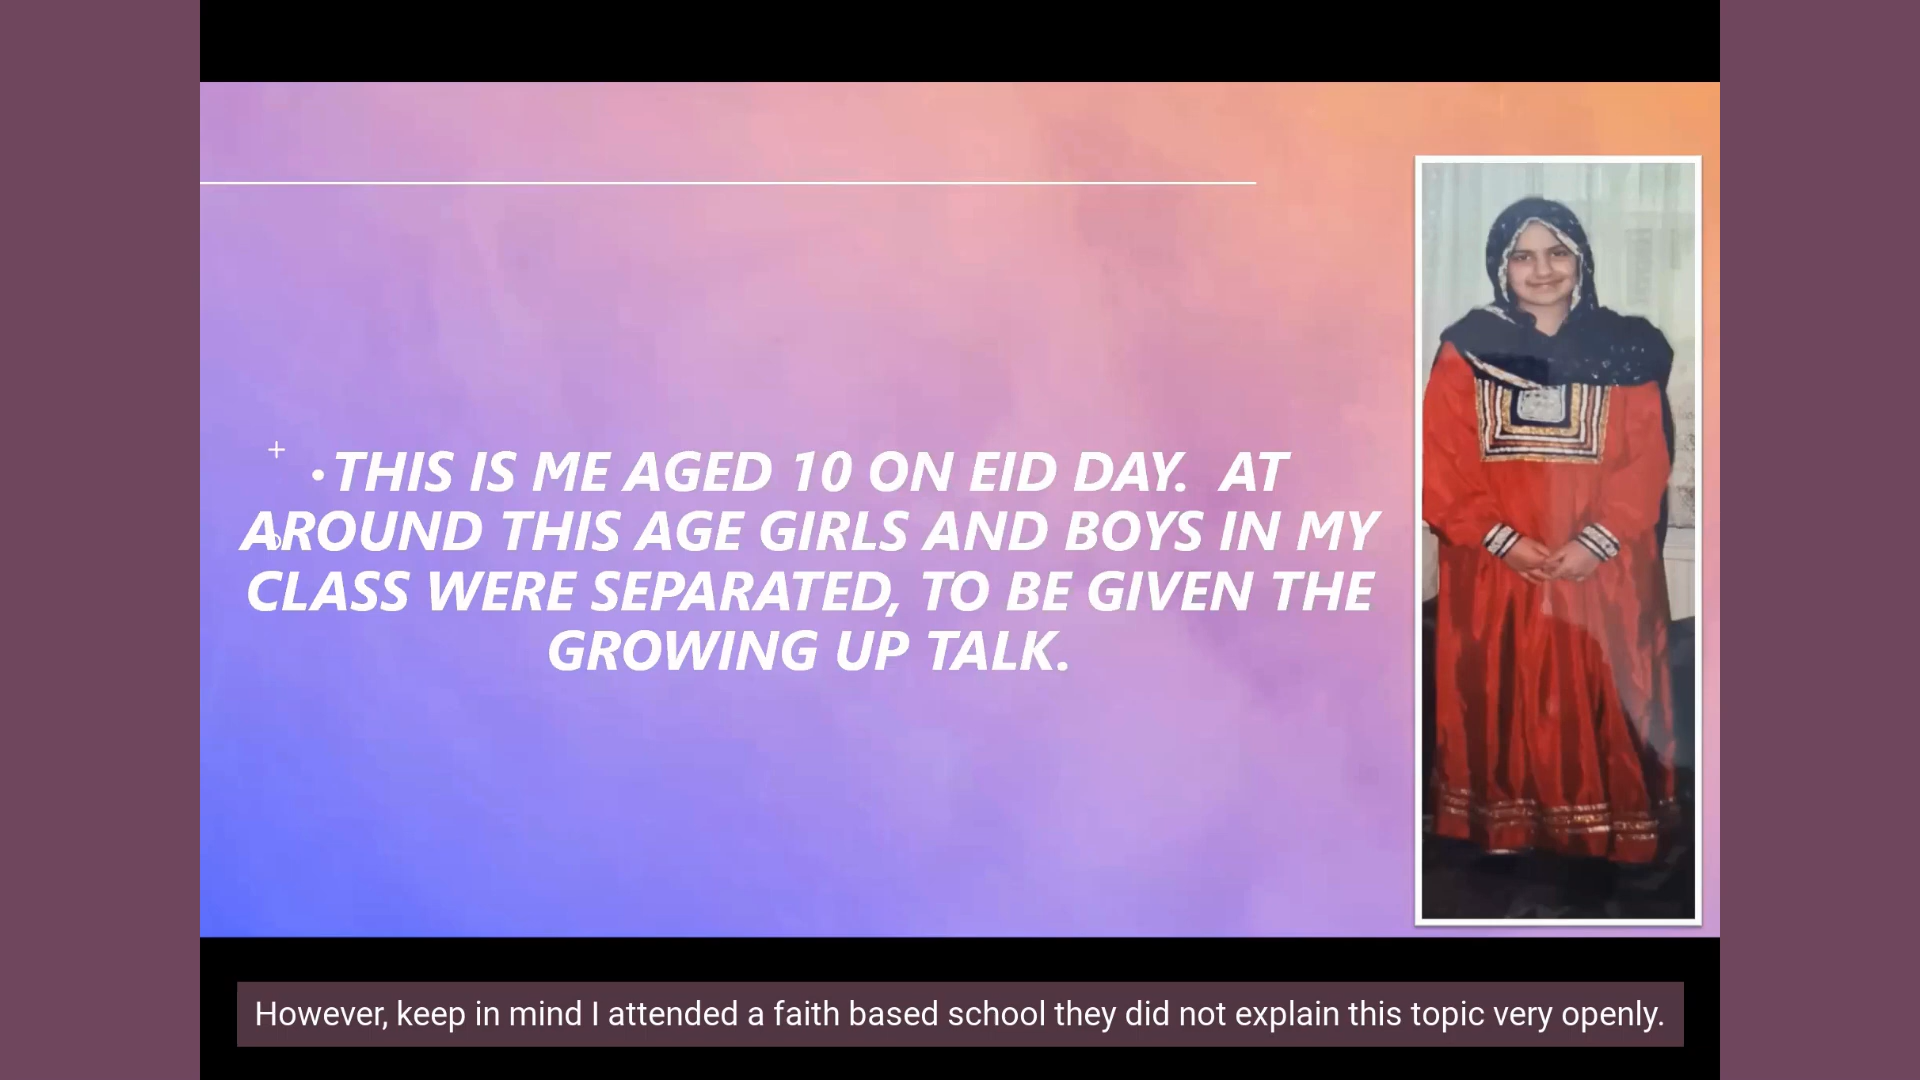 • THIS IS ME AGED 10 ON EID DAY.  AT
AROUND THIS AGE GIRLS AND BOYS IN MY
CLASS WERE SEPARATED, TO BE GIVEN THE
GROWING UP TALK.
However, keep in mind I attended a faith based school they did not explain this topic very openly.